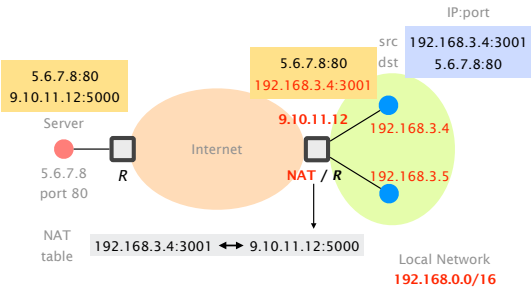 IP:port
src 192.168.3.4:3001
dst 5.6.7.8:80
5.6.7.8:80
192.168.3.4:3001
5.6.7.8:80
9.10.11.12:5000
Server
5.6.7.8
port 80
R
Internet
9.10.11.12
NAT / R
192.168.3.4
192.168.3.5
NAT
table
192.168.3.4:3001 ↔ 9.10.11.12:5000
Local Network
192.168.0.0/16